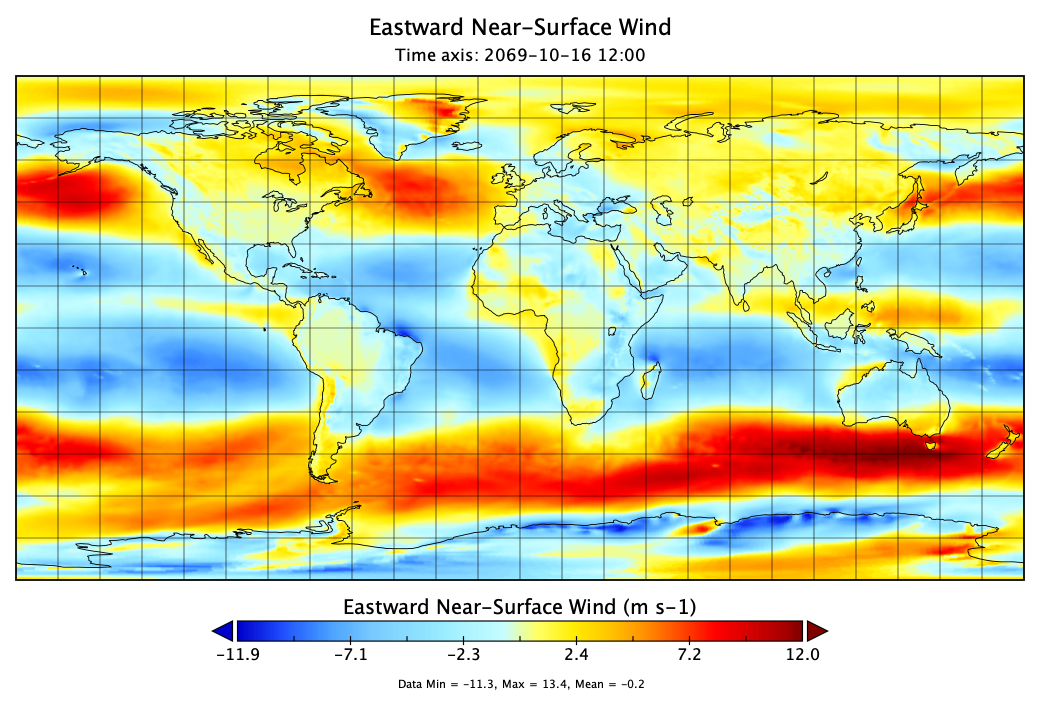 Eastward Near−Surface Wind
Time axis: 2069-10-16 12:00
Eastward Near−Surface Wind (m s-1)
−11.9 −7.1 −2.3 2.4 7.2 12.0
Data Min = −11.3, Max = 13.4, Mean = −0.2